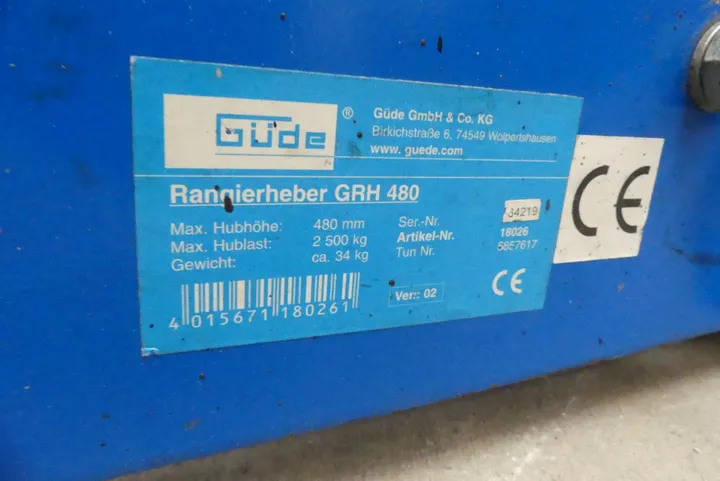 Güde ®
Güde GmbH & Co. KG
Birkichstraße 6, 74549 Wolpertshausen
www. guede.com
Rangierheber GRH 480
Max. Hubhöhe: 480 mm
Max. Hublast: 2 500 kg
Gewicht: ca. 34 kg
Ser.-Nr. 34219
Artikel-Nr. 18026
Tun Nr. 5857617
4 015671 180261
Ver.: 02
CE
CE